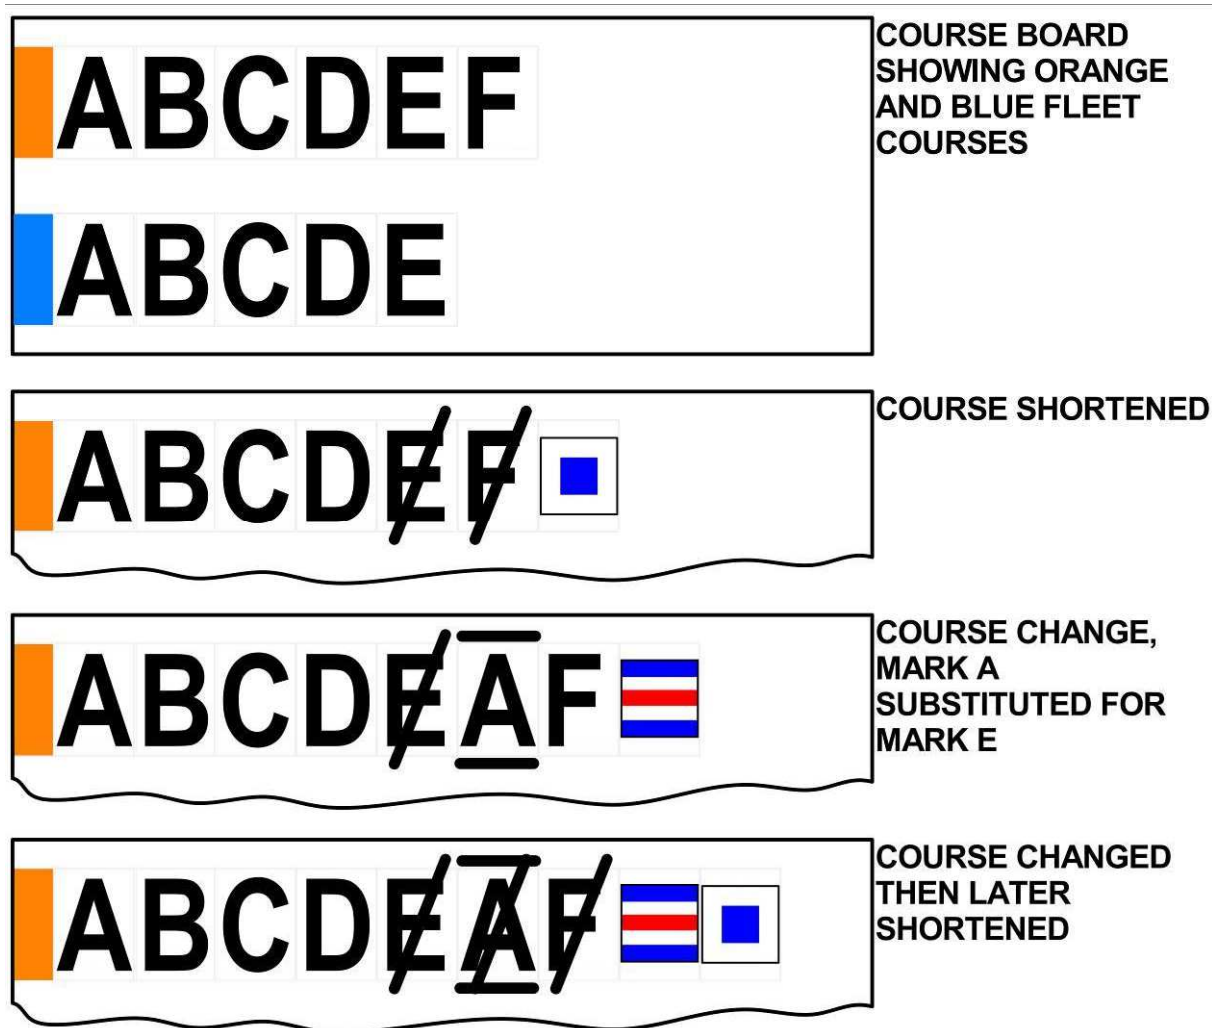 ABCDEF
COURSE BOARD
SHOWING ORANGE
AND BLUE FLEET
COURSES
ABCDE
ABCDEF
COURSE SHORTENED
ABCDEAF
COURSE CHANGE,
MARK A
SUBSTITUTED FOR
MARK E
ABCDEAF
COURSE CHANGED
THEN LATER
SHORTENED